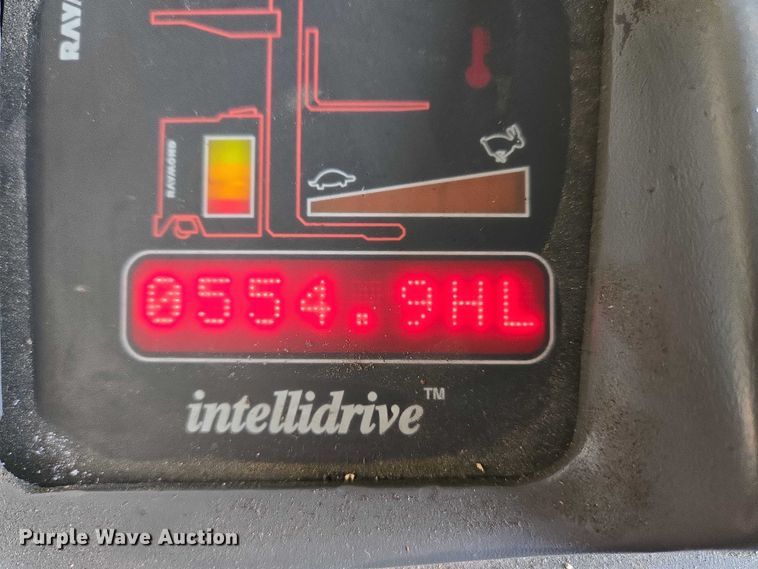 RAYMOND
0554.9HL
intellidrive™
Purple Wave Auction